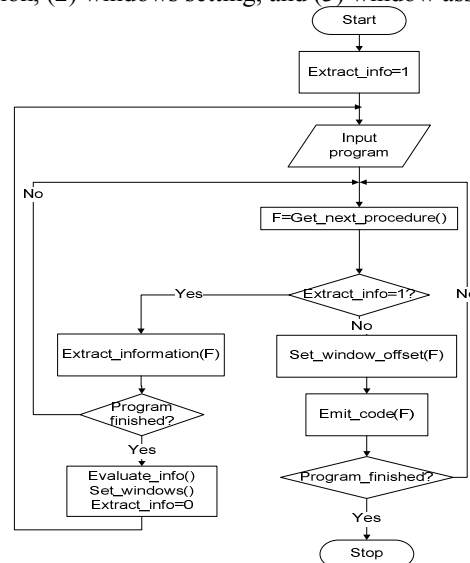 Start
Extract_info=1
Input
program
No
F=Get_next_procedure()
Extract_info=1?
Yes
No
No
Extract_information(F)
Set_window_offset(F)
Program
finished?
Emit_code(F)
Yes
Program_finished?
Evaluate_info()
Set_windows()
Extract_info=0
Yes
Stop